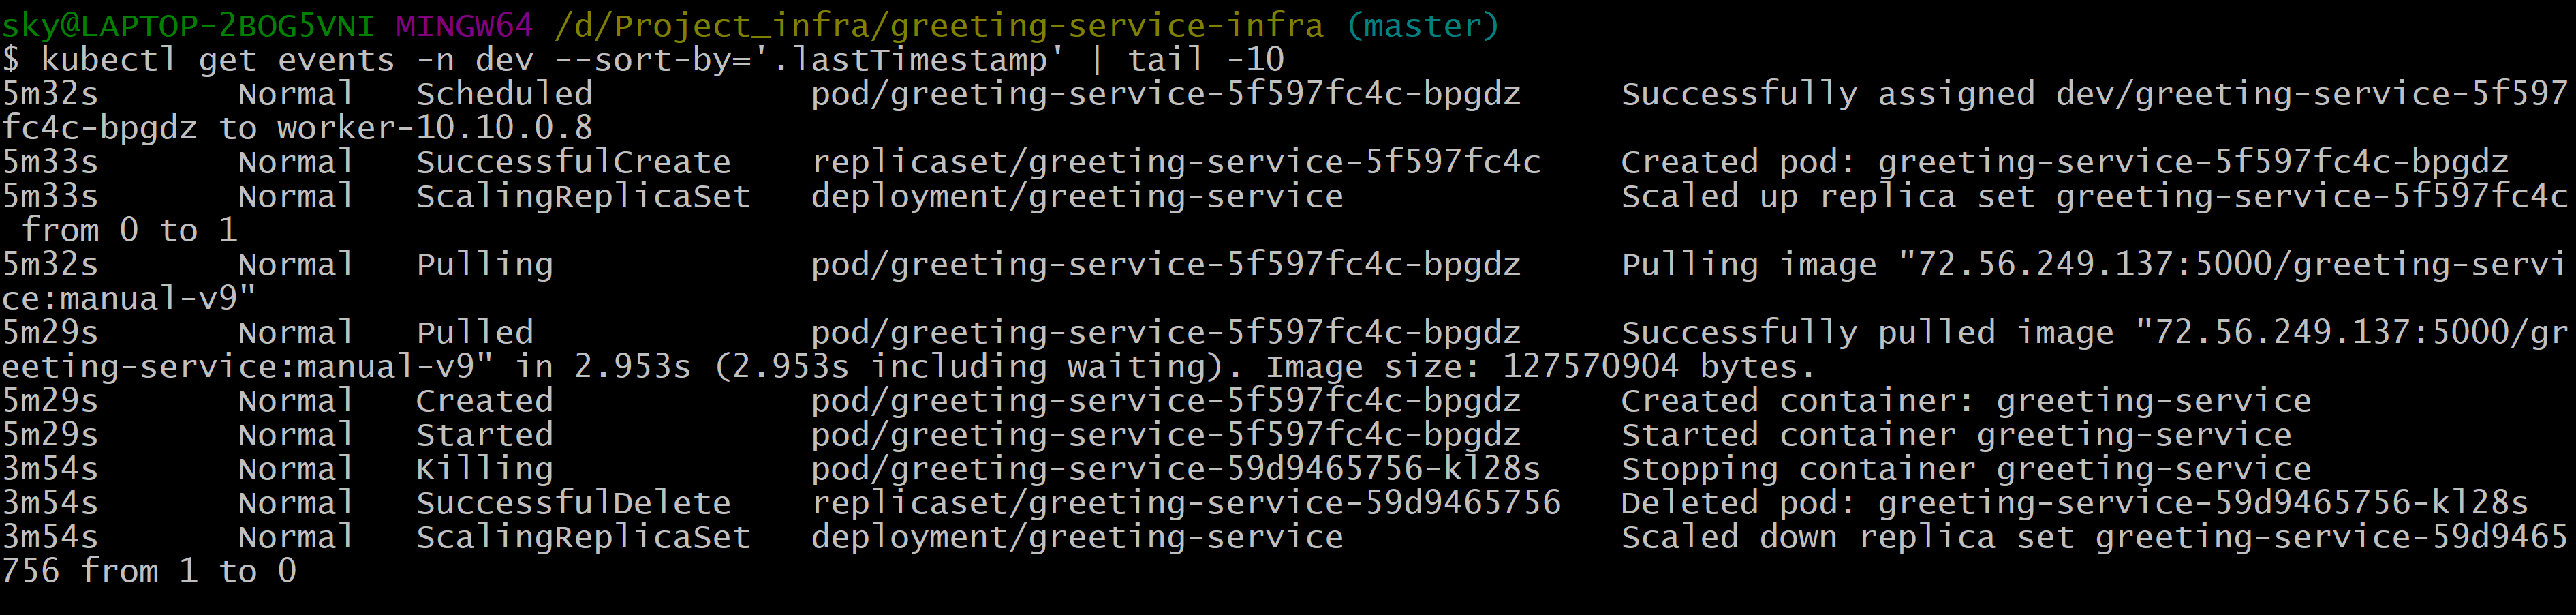 sky@LAPTOP-2BOG5VNI MINGW64 /d/Project_infra/greeting-service-infra (master)
$ kubectl get events -n dev --sort-by='.lastTimestamp' | tail -10
5m32s       Normal   Scheduled           pod/greeting-service-5f597fc4c-bpgdz     Successfully assigned dev/greeting-service-5f597
fc4c-bpgdz to worker-10.10.0.8
5m33s       Normal   SuccessfulCreate    replicaset/greeting-service-5f597fc4c    Created pod: greeting-service-5f597fc4c-bpgdz
5m33s       Normal   ScalingReplicaSet   deployment/greeting-service              Scaled up replica set greeting-service-5f597fc4c
 from 0 to 1
5m32s       Normal   Pulling             pod/greeting-service-5f597fc4c-bpgdz     Pulling image "72.56.249.137:5000/greeting-servi
ce:manual-v9"
5m29s       Normal   Pulled              pod/greeting-service-5f597fc4c-bpgdz     Successfully pulled image "72.56.249.137:5000/gr
eeting-service:manual-v9" in 2.953s (2.953s including waiting). Image size: 127570904 bytes.
5m29s       Normal   Created             pod/greeting-service-5f597fc4c-bpgdz     Created container: greeting-service
5m29s       Normal   Started             pod/greeting-service-5f597fc4c-bpgdz     Started container greeting-service
3m54s       Normal   Killing             pod/greeting-service-59d9465756-kl28s    Stopping container greeting-service
3m54s       Normal   SuccessfulDelete    replicaset/greeting-service-59d9465756   Deleted pod: greeting-service-59d9465756-kl28s
3m54s       Normal   ScalingReplicaSet   deployment/greeting-service              Scaled down replica set greeting-service-59d9465
756 from 1 to 0